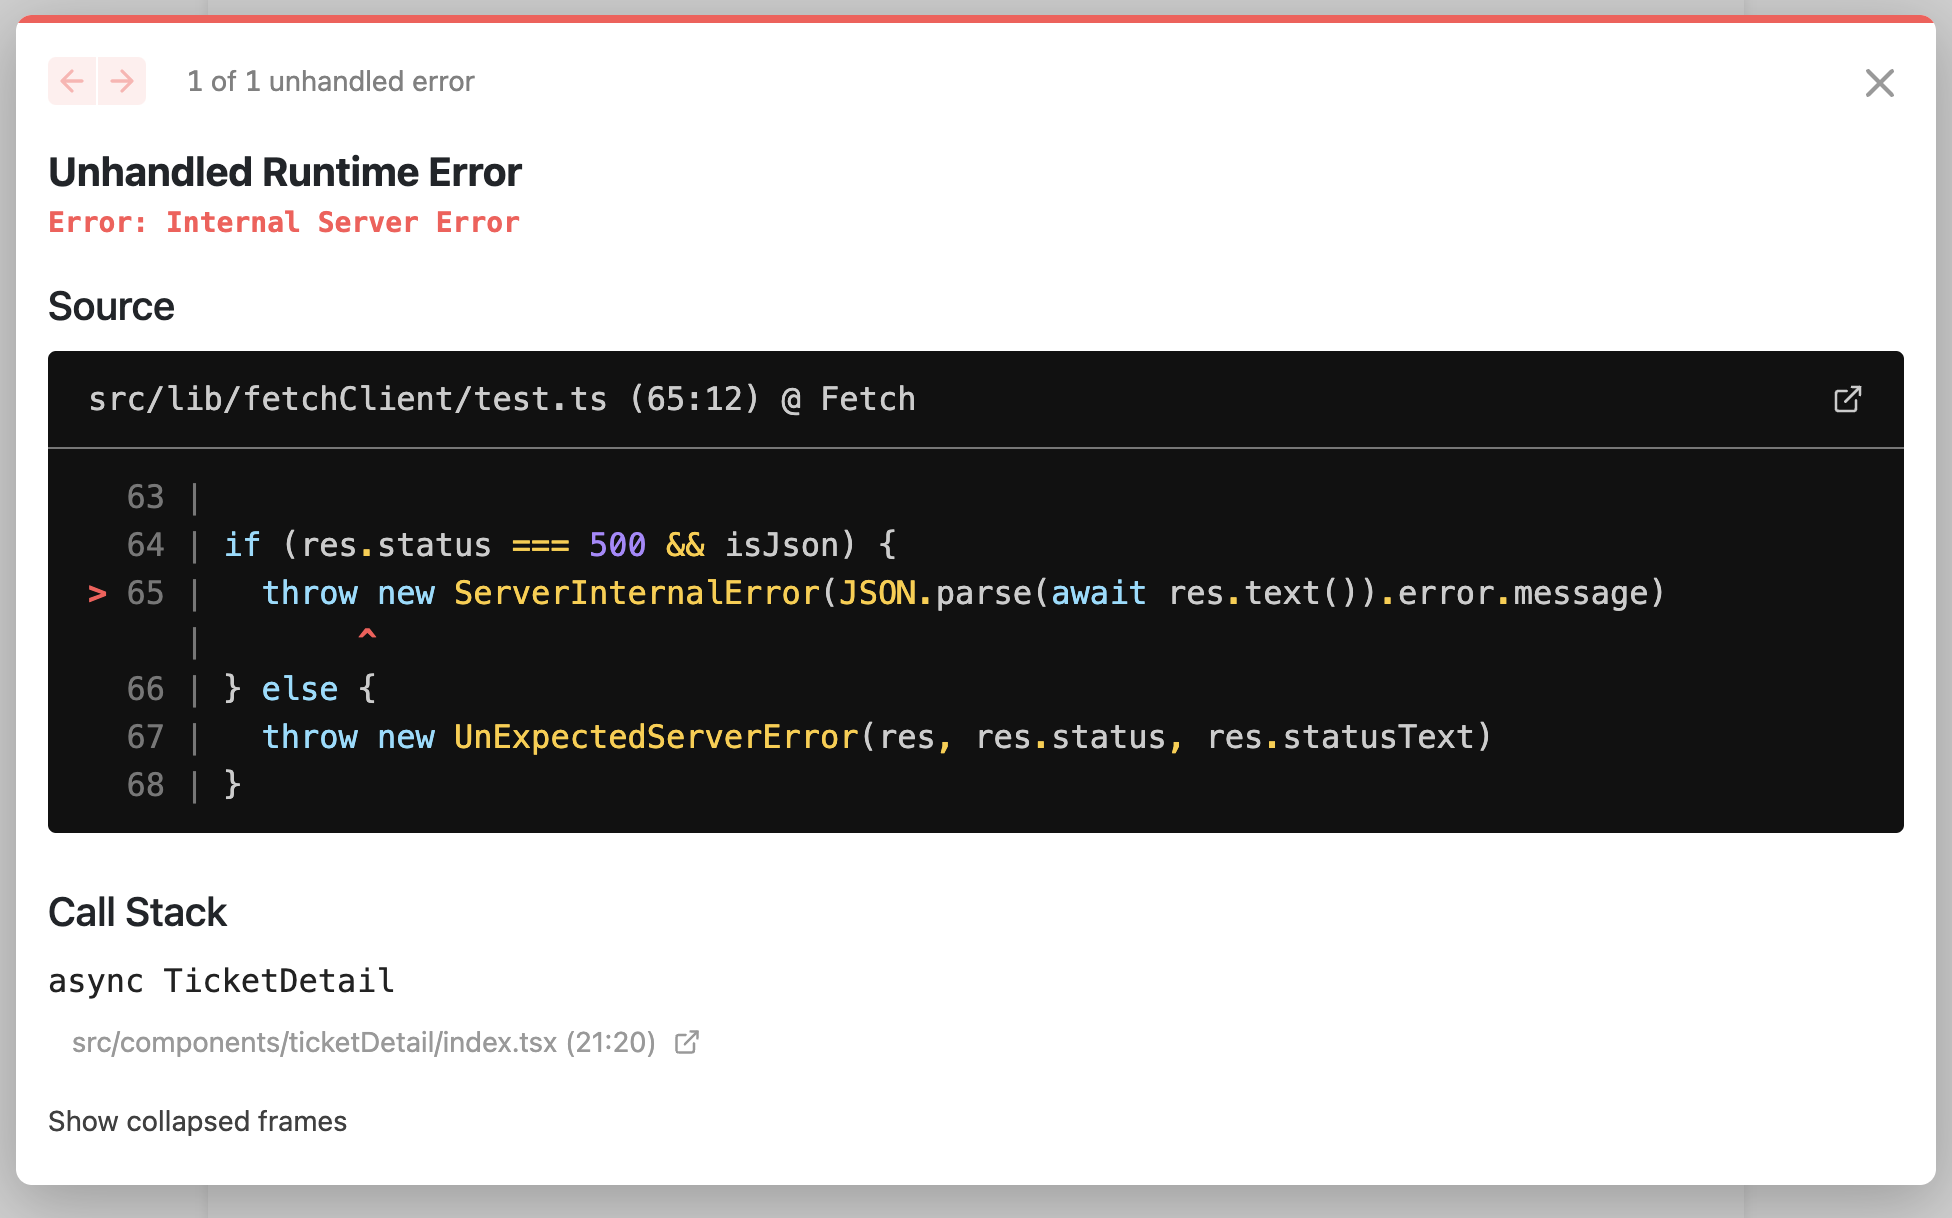 1 of 1 unhandled error
Unhandled Runtime Error
Error: Internal Server Error
Source
src/lib/fetchClient/test.ts (65:12) @ Fetch
63 |
64 | if (res.status === 500 && isJson) {
> 65 |   throw new ServerInternalError(JSON.parse(await res.text()).error.message)
|        ^
66 | } else {
67 |   throw new UnExpectedServerError(res, res.status, res.statusText)
68 | }
Call Stack
async TicketDetail
src/components/ticketDetail/index.tsx (21:20)
Show collapsed frames